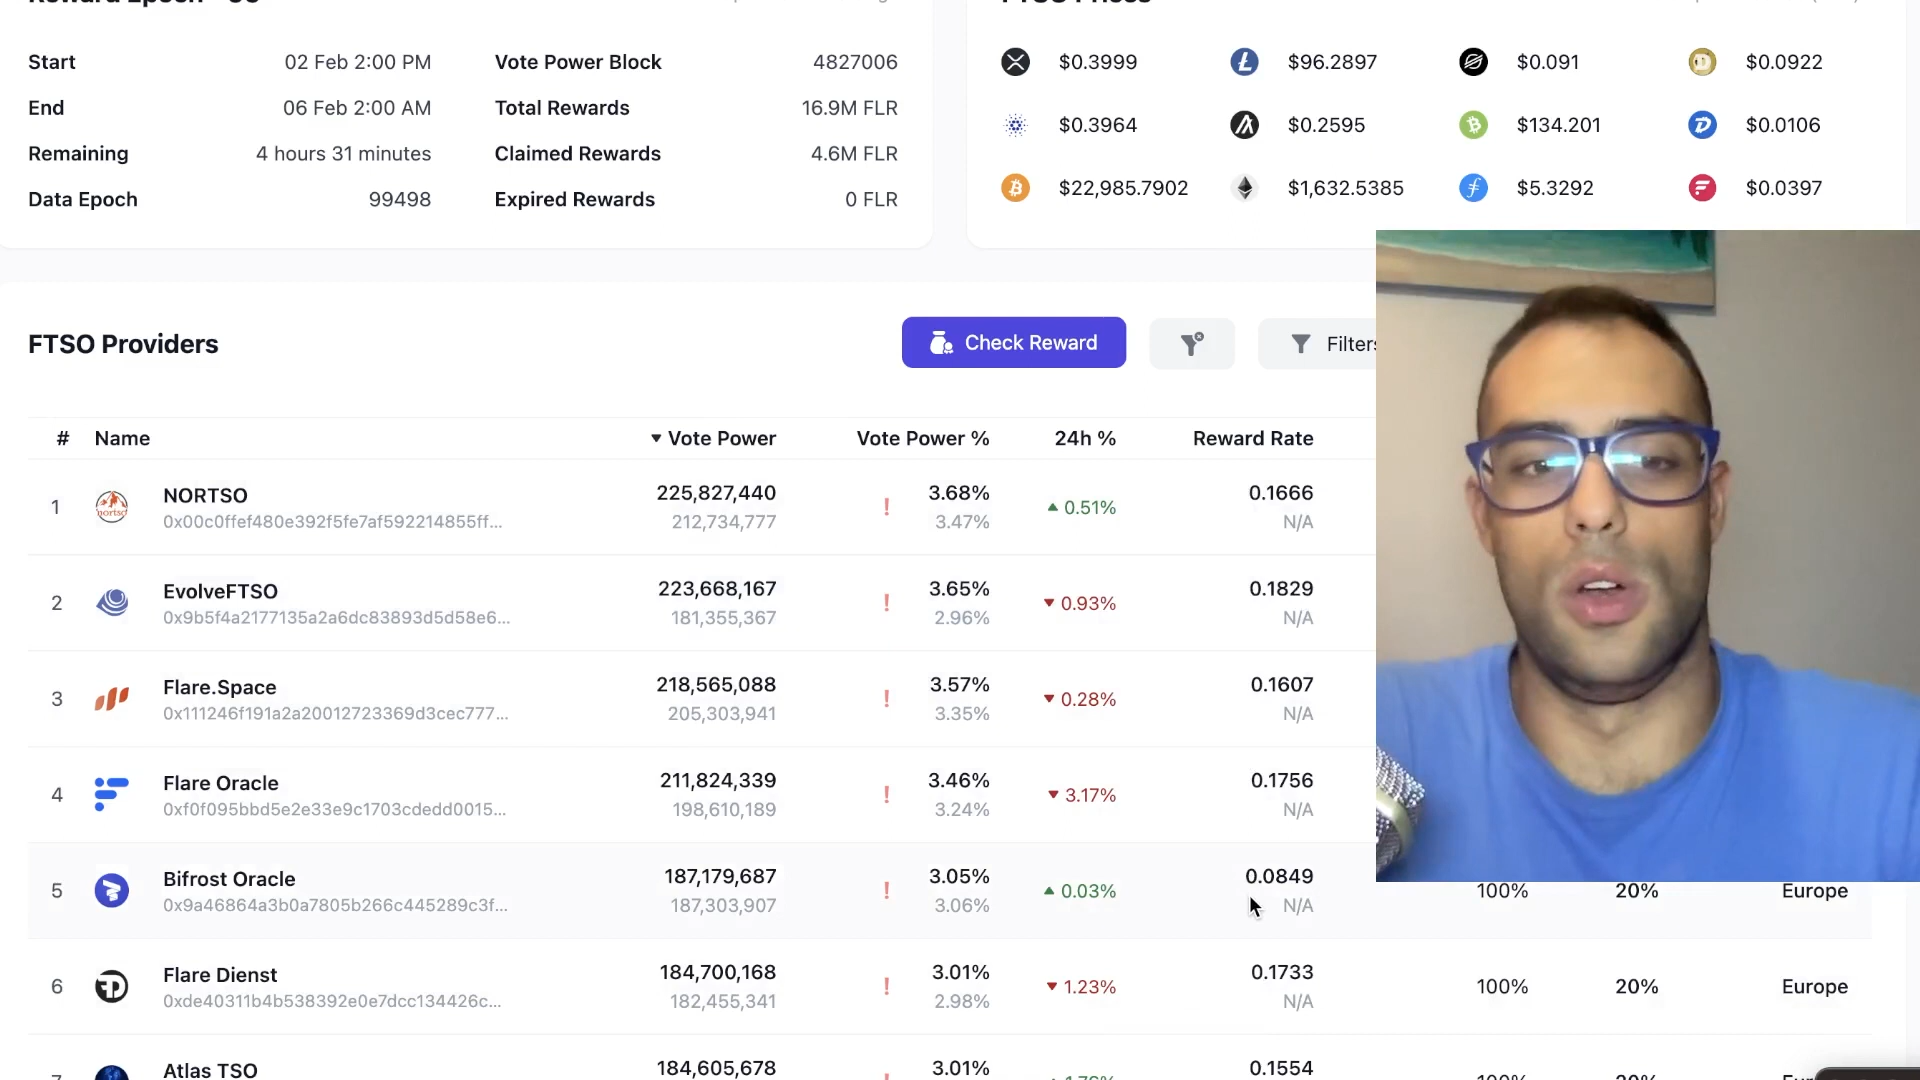 Start 02 Feb 2:00 PM Vote Power Block 4827006
End 06 Feb 2:00 AM Total Rewards 16.9M FLR
Remaining 4 hours 31 minutes Claimed Rewards 4.6M FLR
Data Epoch 99498 Expired Rewards 0 FLR
$0.3999 $96.2897 $0.091 $0.0922
$0.3964 $0.2595 $134.201 $0.0106
$22,985.7902 $1,632.5385 $5.3292 $0.0397
FTSO Providers Check Reward Filters
# Name ▼ Vote Power Vote Power % 24h % Reward Rate
1 NORTSO 225,827,440 ! 3.68% ▲ 0.51% 0.1666
0x00c0ffef480e392f5fe7af592214855ff... 212,734,777 3.47% N/A
2 EvolveFTSO 223,668,167 ! 3.65% ▼ 0.93% 0.1829
0x9b5f4a2177135a2a6dc83893d5d58e6... 181,355,367 2.96% N/A
3 Flare.Space 218,565,088 ! 3.57% ▼ 0.28% 0.1607
0x111246f191a2a20012723369d3cec777... 205,303,941 3.35% N/A
4 Flare Oracle 211,824,339 ! 3.46% ▼ 3.17% 0.1756
0xf0f095bbd5e2e33e9c1703cdedd0015... 198,610,189 3.24% N/A
5 Bifrost Oracle 187,179,687 ! 3.05% ▲ 0.03% 0.0849 100% 20% Europe
0x9a46864a3b0a7805b266c445289c3f... 187,303,907 3.06% N/A
6 Flare Dienst 184,700,168 ! 3.01% ▼ 1.23% 0.1733 100% 20% Europe
0xde40311b4b538392e0e7dcc134426c... 182,455,341 2.98% N/A
Atlas TSO 184,605,678 3.01% 0.1554